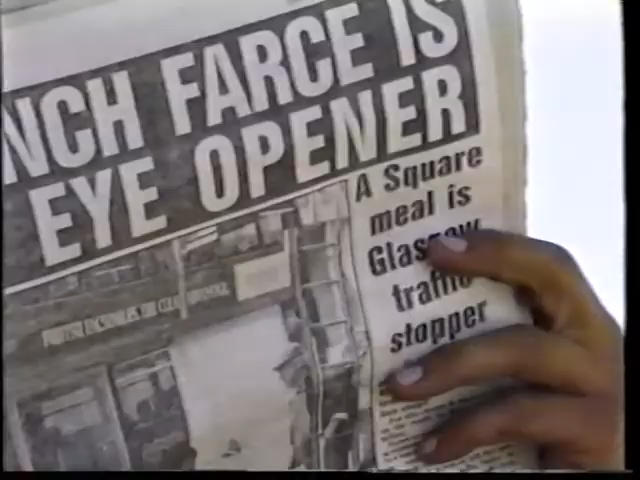 NCH FARCE IS
EYE OPENER
A Square
meal is
Glasgow
traffic
stopper